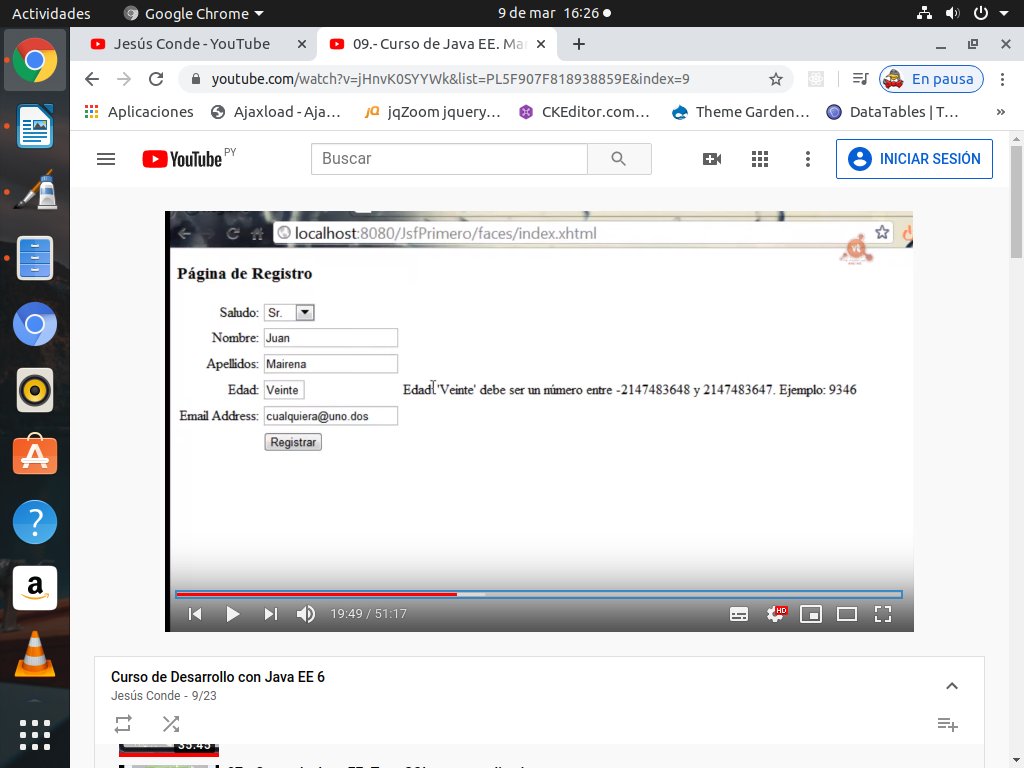 Actividades Google Chrome 9 de mar 16:26
Jesús Conde - YouTube 09.- Curso de Java EE. Ma
youtube.com/watch?v=jHnvK0SYYWk&list=PL5F907F818938859E&index=9 En pausa
Aplicaciones Ajaxload - Aja... jqZoom jquery... CKEditor.com... Theme Garden... DataTables | T... »
YouTube PY Buscar INICIAR SESIÓN
localhost:8080/JsfPrimero/faces/index.xhtml
vt
Página de Registro
Saludo: Sr.
Nombre: Juan
Apellidos: Mairena
Edad: Veinte Edad: 'Veinte' debe ser un número entre -2147483648 y 2147483647. Ejemplo: 9346
Email Address: cualquiera@uno.dos
Registrar
19:49 / 51:17 HD
Curso de Desarrollo con Java EE 6
Jesús Conde - 9/23